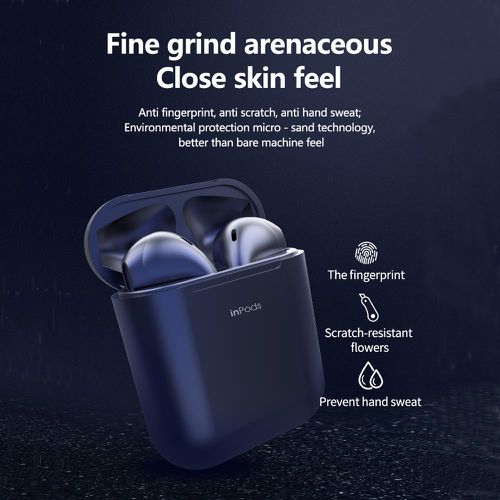 Fine grind arenaceous
Close skin feel
Anti fingerprint, anti scratch, anti hand sweat;
Environmental protection micro - sand technology,
better than bare machine feel
inPods
The fingerprint
Scratch-resistant
flowers
Prevent hand sweat